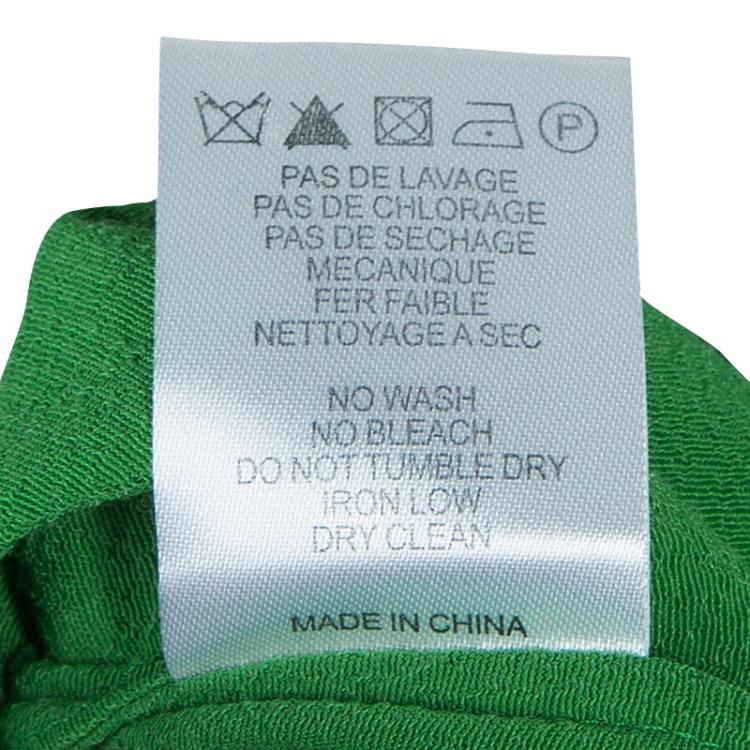 P
PAS DE LAVAGE
PAS DE CHLORAGE
PAS DE SECHAGE
MECANIQUE
FER FAIBLE
NETTOYAGE A SEC
NO WASH
NO BLEACH
DO NOT TUMBLE DRY
IRON LOW
DRY CLEAN
MADE IN CHINA